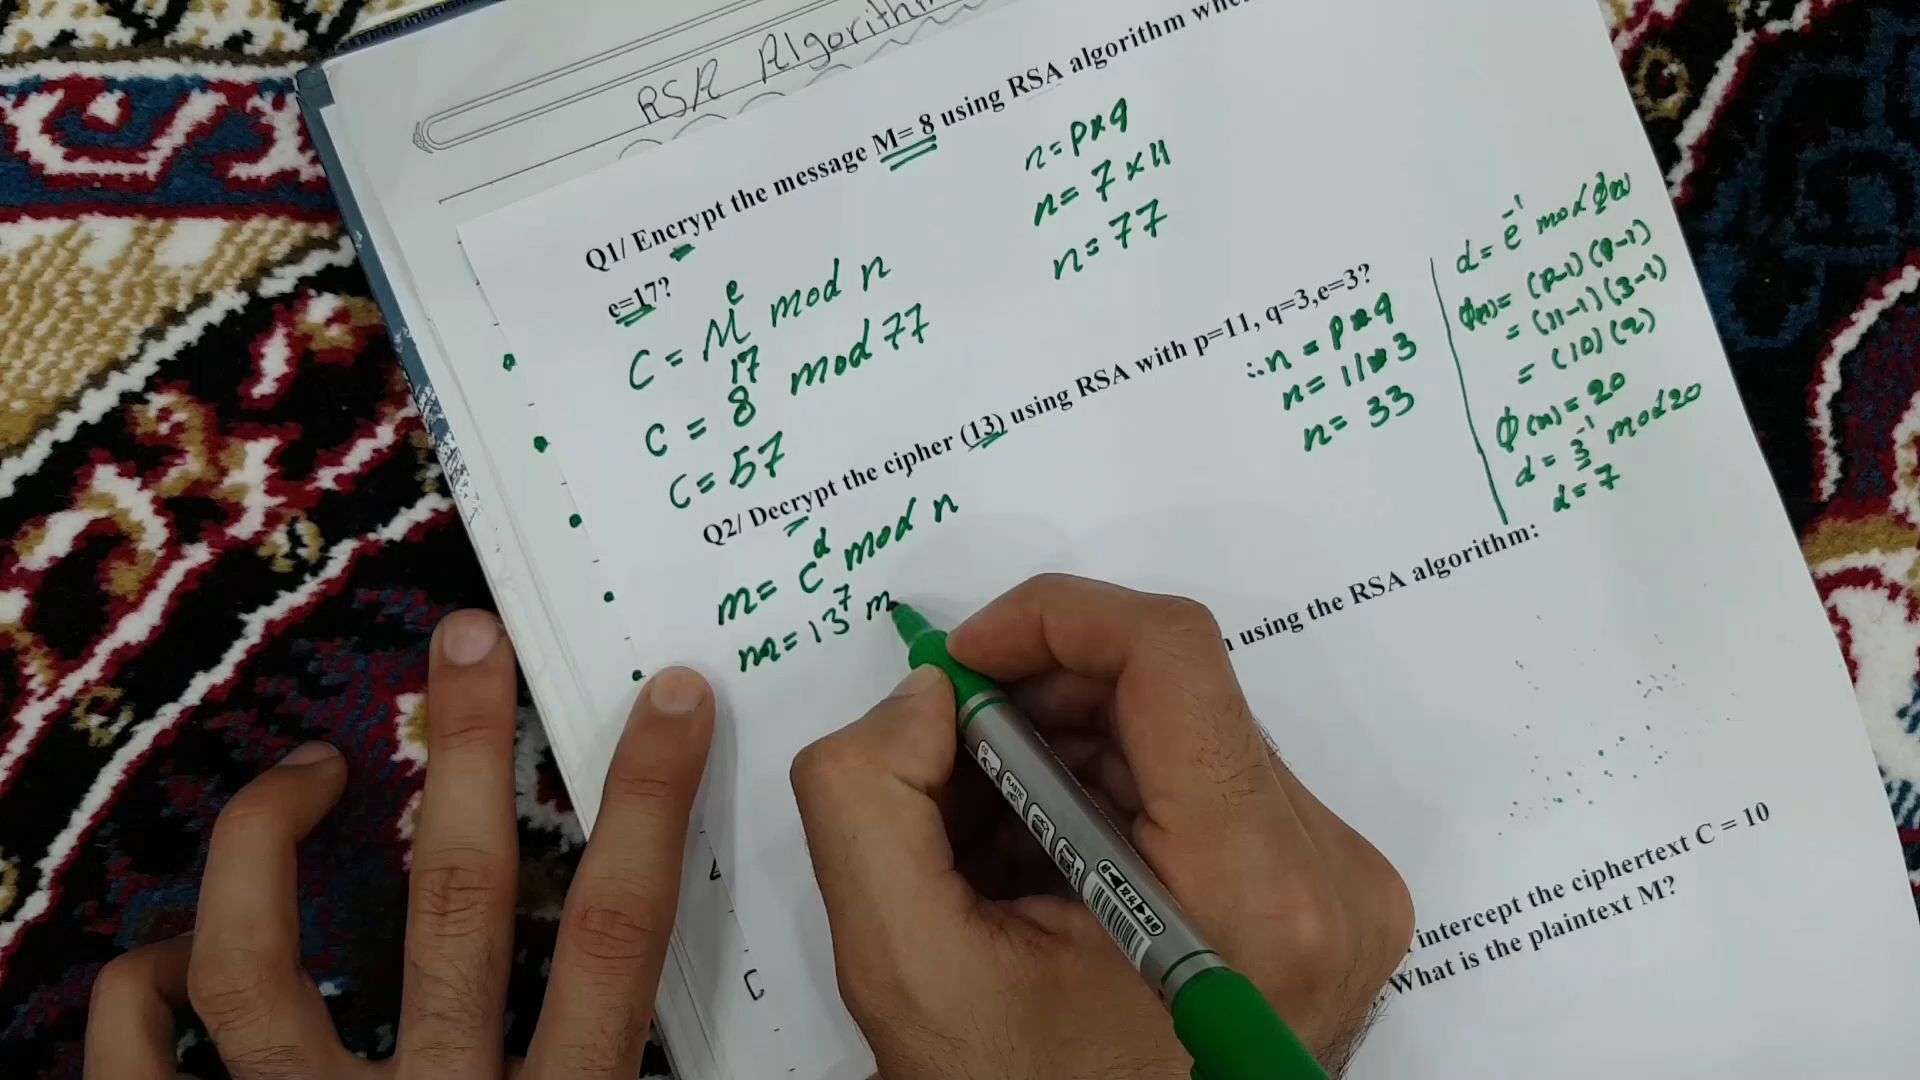 RSA Algorithm
Q1/ Encrypt the message M= 8 using RSA algorithm
e=17?
n = p*q
n = 7 * 11
n = 77
C = M^e mod n
C = 8^17 mod 77
C = 57
Q2/ Decrypt the cipher (13) using RSA with p=11, q=3,e=3?
∴ n = p*q
n = 11*3
n = 33
d = e^-1 mod ϕ(n)
ϕ(n) = (p-1)(q-1)
= (11-1)(3-1)
= (10)(2)
ϕ(n) = 20
d = 3^-1 mod 20
d = 7
m = C^d mod n
m = 13^7 m
using the RSA algorithm:
intercept the ciphertext C = 10
What is the plaintext M?